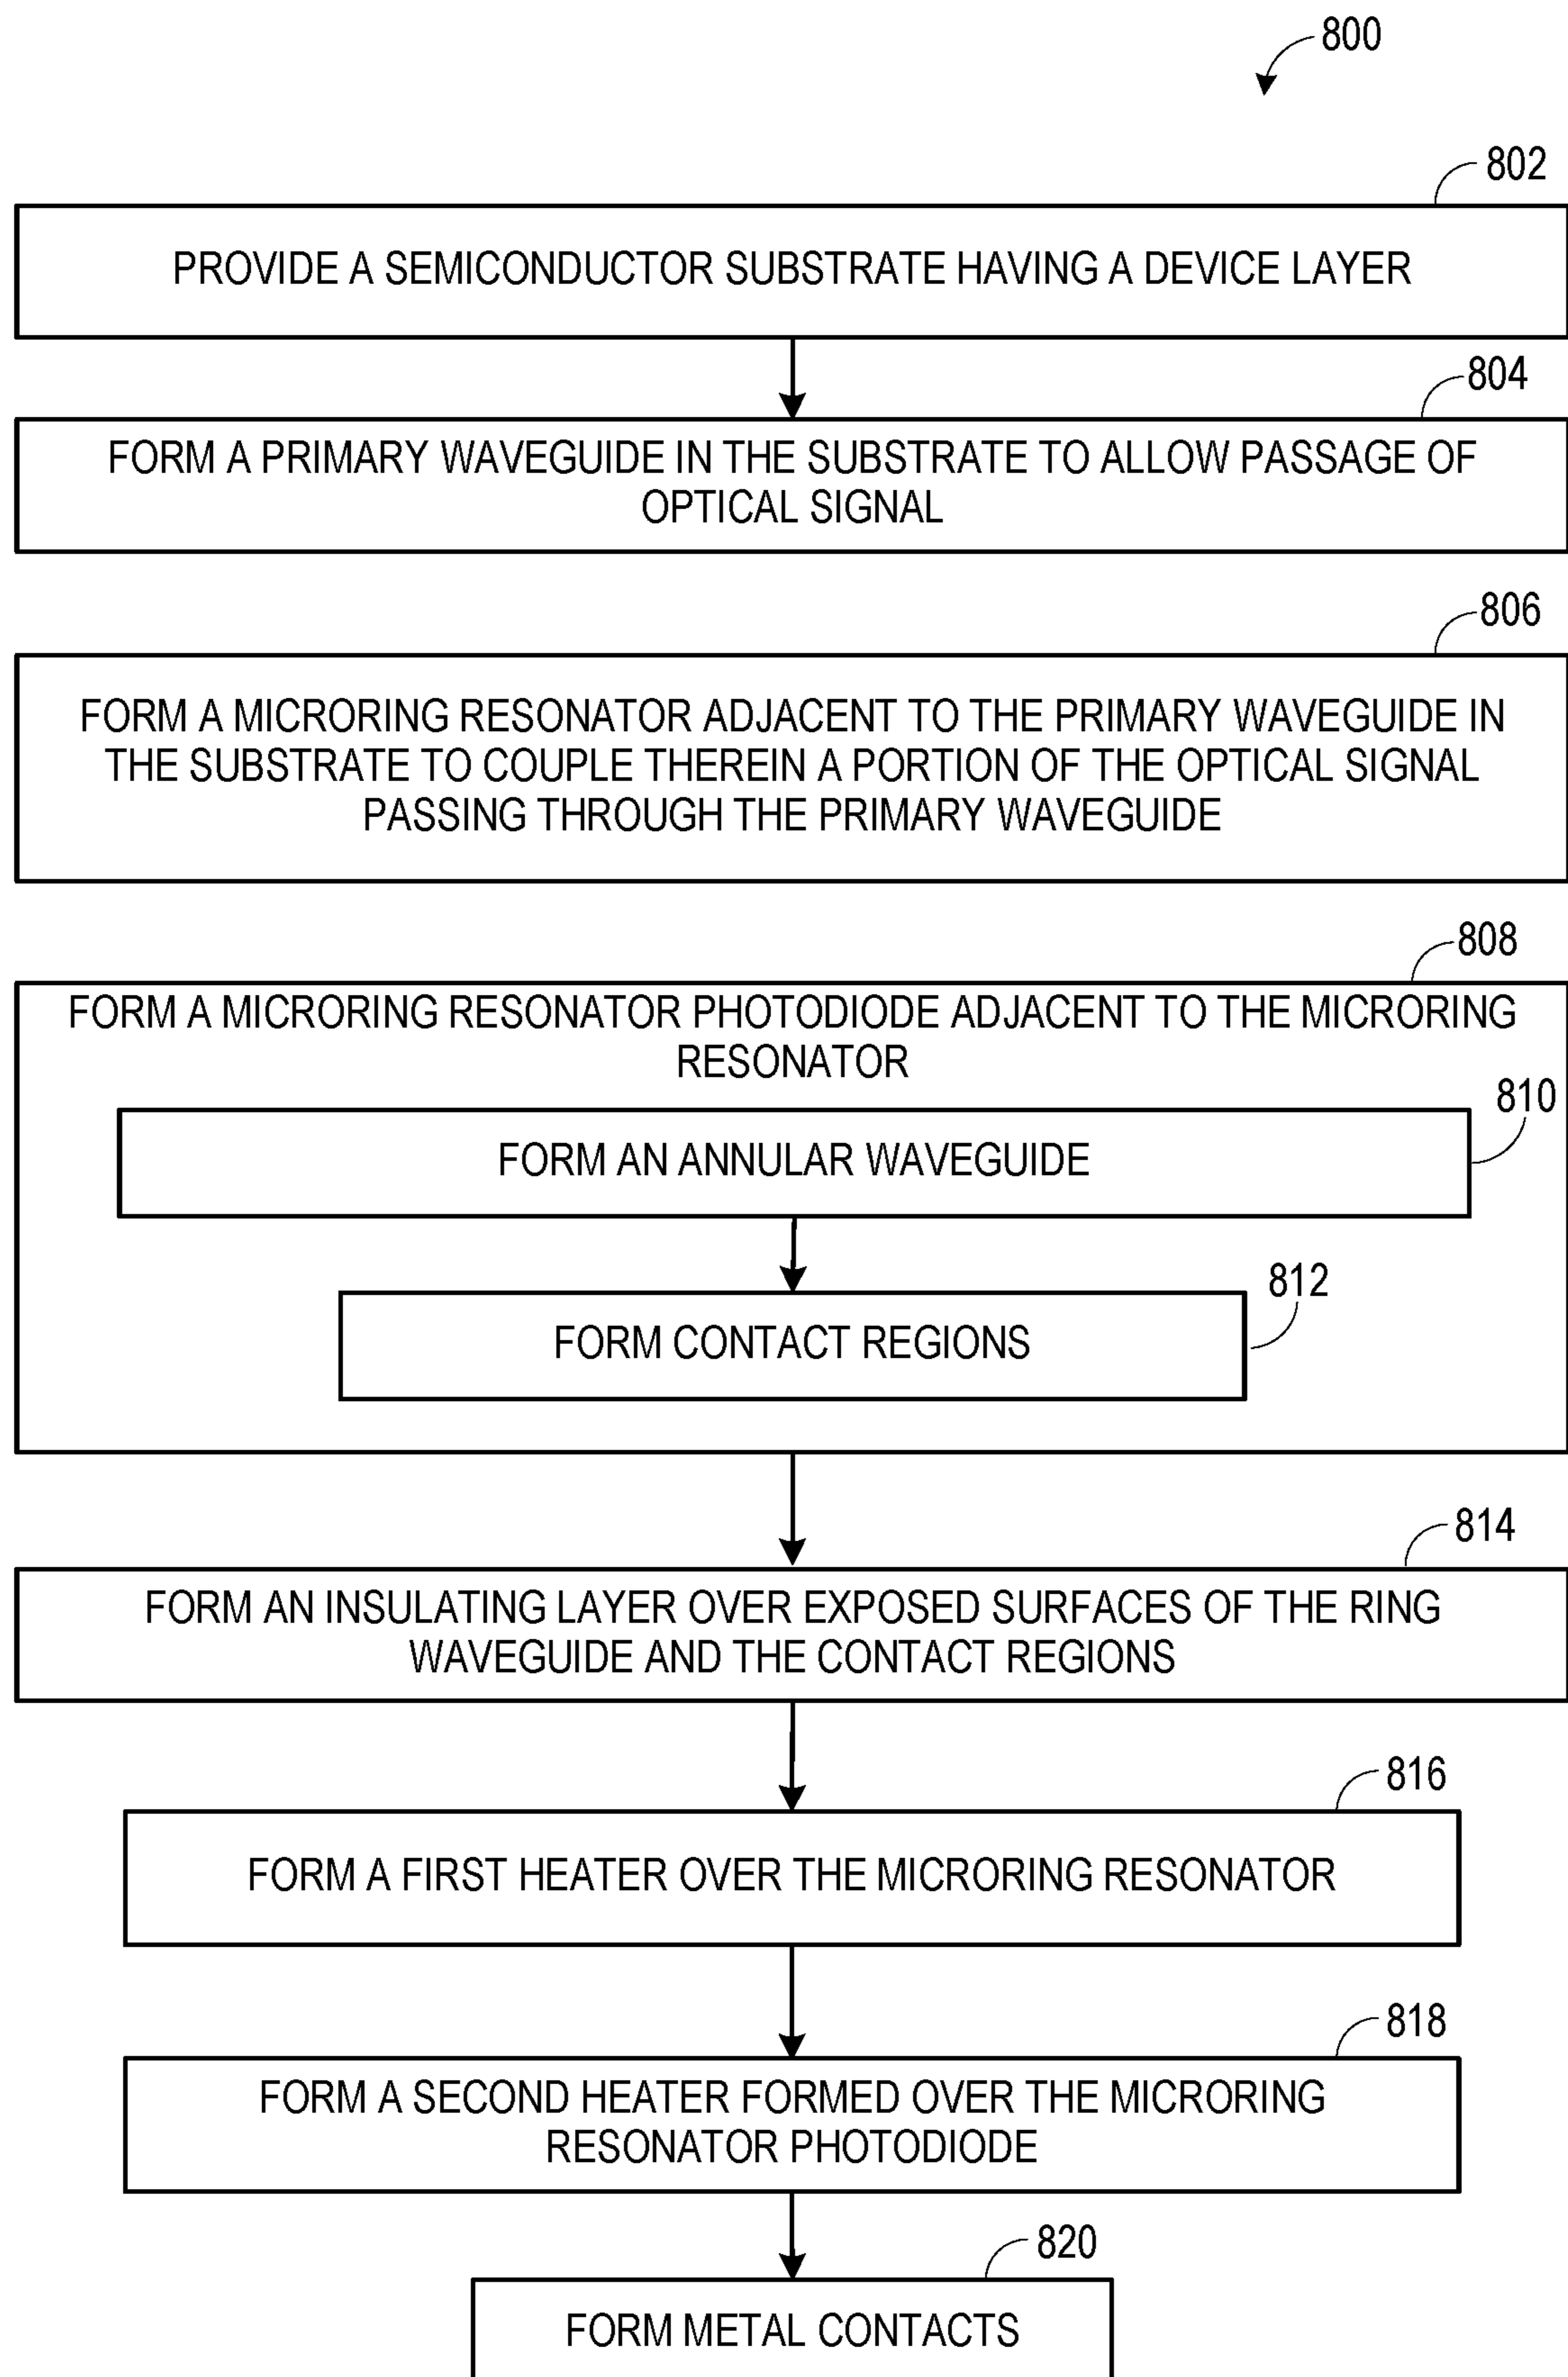 800
802
PROVIDE A SEMICONDUCTOR SUBSTRATE HAVING A DEVICE LAYER
804
FORM A PRIMARY WAVEGUIDE IN THE SUBSTRATE TO ALLOW PASSAGE OF
OPTICAL SIGNAL
806
FORM A MICRORING RESONATOR ADJACENT TO THE PRIMARY WAVEGUIDE IN
THE SUBSTRATE TO COUPLE THEREIN A PORTION OF THE OPTICAL SIGNAL
PASSING THROUGH THE PRIMARY WAVEGUIDE
808
FORM A MICRORING RESONATOR PHOTODIODE ADJACENT TO THE MICRORING
RESONATOR
810
FORM AN ANNULAR WAVEGUIDE
812
FORM CONTACT REGIONS
814
FORM AN INSULATING LAYER OVER EXPOSED SURFACES OF THE RING
WAVEGUIDE AND THE CONTACT REGIONS
816
FORM A FIRST HEATER OVER THE MICRORING RESONATOR
818
FORM A SECOND HEATER FORMED OVER THE MICRORING
RESONATOR PHOTODIODE
820
FORM METAL CONTACTS